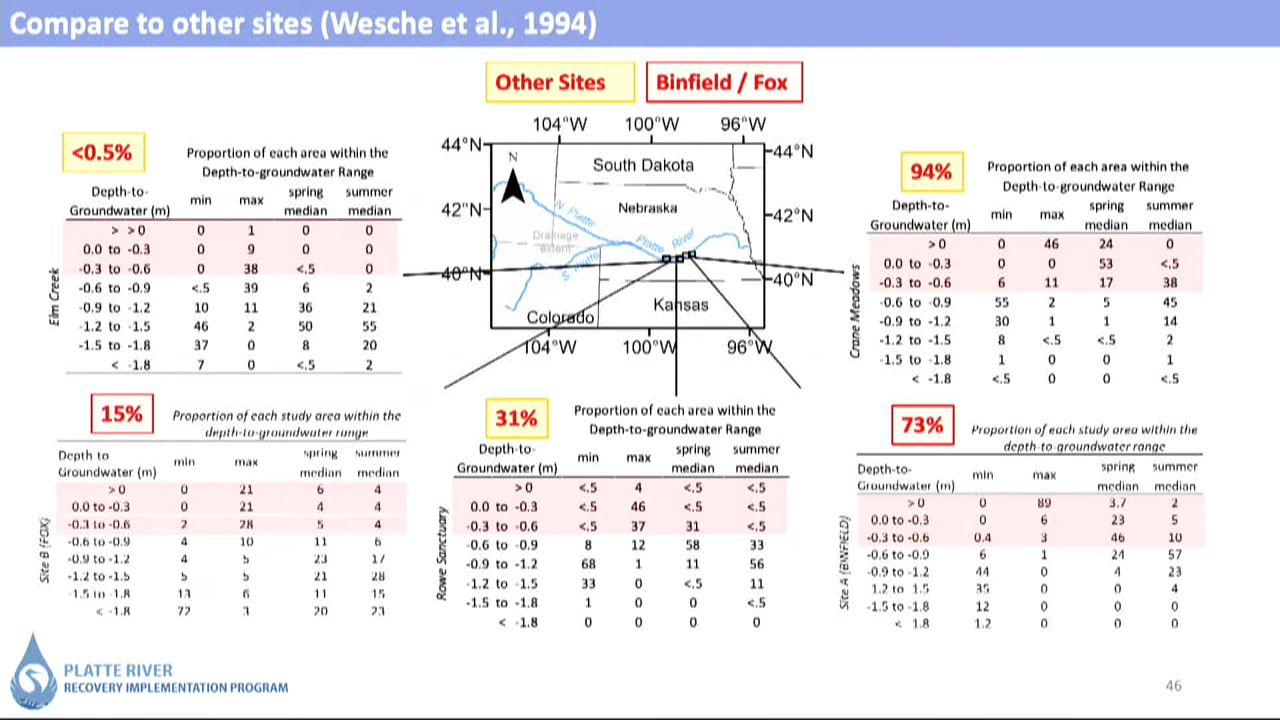 Compare to other sites (Wesche et al., 1994)
Other Sites
Binfield / Fox
104°W 100°W 96°W
44°N 44°N
42°N 42°N
40°N 40°N
104°W 100°W 96°W
N
South Dakota
Nebraska
N. Platte
Platte River
Drainage
extent
S. Platte
Kansas
Colorado
<0.5%
Proportion of each area within the
Depth-to-groundwater Range
Depth-to-
Groundwater (m) min max spring median summer median
> >0 0 1 0 0
0.0 to -0.3 0 9 0 0
-0.3 to -0.6 0 38 <.5 0
-0.6 to -0.9 <.5 39 6 2
-0.9 to -1.2 10 11 36 21
-1.2 to -1.5 46 2 50 55
-1.5 to -1.8 37 0 8 20
< -1.8 7 0 <.5 2
Elm Creek
94%
Proportion of each area within the
Depth-to-groundwater Range
Depth-to-
Groundwater (m) min max spring median summer median
>0 0 46 24 0
0.0 to -0.3 0 0 53 <.5
-0.3 to -0.6 6 11 17 38
-0.6 to -0.9 55 2 5 45
-0.9 to -1.2 30 1 1 14
-1.2 to -1.5 8 <.5 <.5 2
-1.5 to -1.8 1 0 0 1
< -1.8 <.5 0 0 <.5
Crane Meadows
15%
Proportion of each study area within the
depth-to-groundwater range
Depth to
Groundwater (m) min max spring median summer median
>0 0 21 6 4
0.0 to -0.3 0 21 4 4
-0.3 to -0.6 2 28 5 4
-0.6 to -0.9 4 10 11 6
-0.9 to -1.2 4 5 23 17
-1.2 to -1.5 5 5 21 28
-1.5 to -1.8 13 6 11 15
< -1.8 72 3 20 23
Site B (FOX)
31%
Proportion of each area within the
Depth-to-groundwater Range
Depth-to-
Groundwater (m) min max spring median summer median
>0 <.5 4 <.5 <.5
0.0 to -0.3 <.5 46 <.5 <.5
-0.3 to -0.6 <.5 37 31 <.5
-0.6 to -0.9 8 12 58 33
-0.9 to -1.2 68 1 11 56
-1.2 to -1.5 33 0 <.5 11
-1.5 to -1.8 1 0 0 <.5
< -1.8 0 0 0 0
Rowe Sanctuary
73%
Proportion of each study area within the
depth-to-groundwater range
Depth-to-
Groundwater (m) min max spring median summer median
>0 0 89 3.7 2
0.0 to -0.3 0 6 23 5
-0.3 to -0.6 0.4 3 46 10
-0.6 to -0.9 6 1 24 57
-0.9 to -1.2 44 0 4 23
1.2 to -1.5 35 0 0 4
-1.5 to -1.8 12 0 0 0
< 1.8 1.2 0 0 0
Site A (BINFIELD)
PLATTE RIVER
RECOVERY IMPLEMENTATION PROGRAM
46